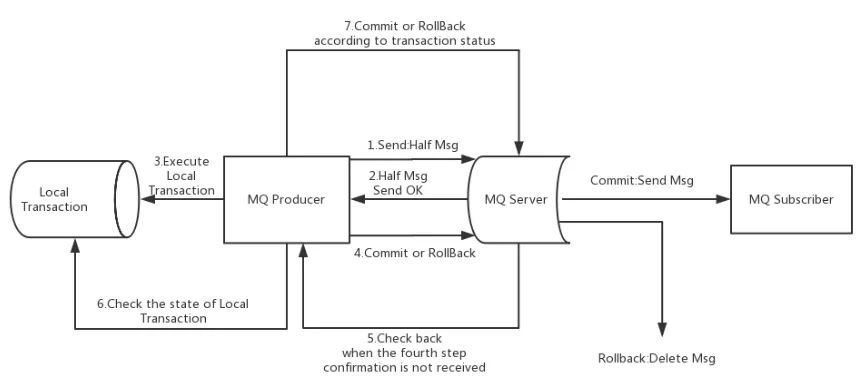 7.Commit or RollBack
according to transaction status
1.Send:Half Msg
3.Execute
Local
Transaction
2.Half Msg
Send OK
Commit:Send Msg
Local
Transaction
MQ Producer
MQ Server
MQ Subscriber
4.Commit or RollBack
6.Check the state of Local
Transaction
5.Check back
when the fourth step
confirmation is not received
Rollback:Delete Msg